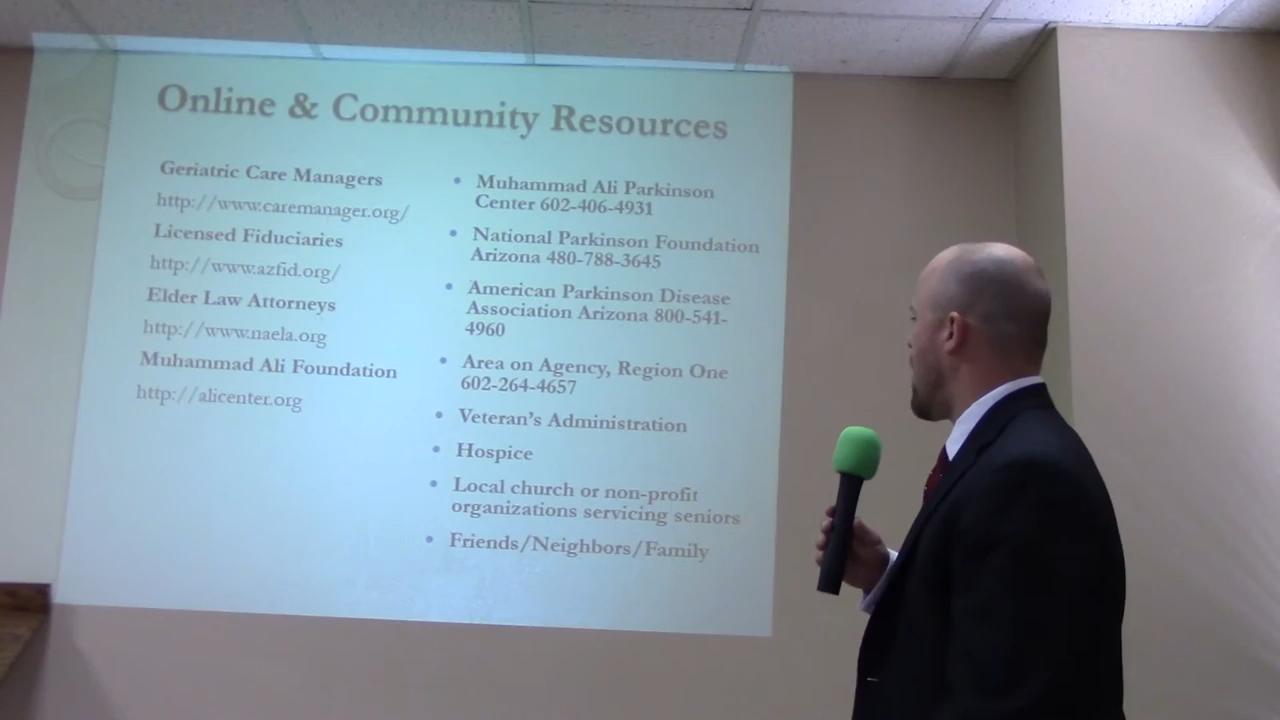 Online & Community Resources
Geriatric Care Managers
http://www.caremanager.org/
Licensed Fiduciaries
http://www.azfid.org/
Elder Law Attorneys
http://www.naela.org
Muhammad Ali Foundation
http://alicenter.org
• Muhammad Ali Parkinson
Center 602-406-4931
• National Parkinson Foundation
Arizona 480-788-3645
• American Parkinson Disease
Association Arizona 800-541-
4960
• Area on Agency, Region One
602-264-4657
• Veteran's Administration
• Hospice
• Local church or non-profit
organizations servicing seniors
• Friends/Neighbors/Family